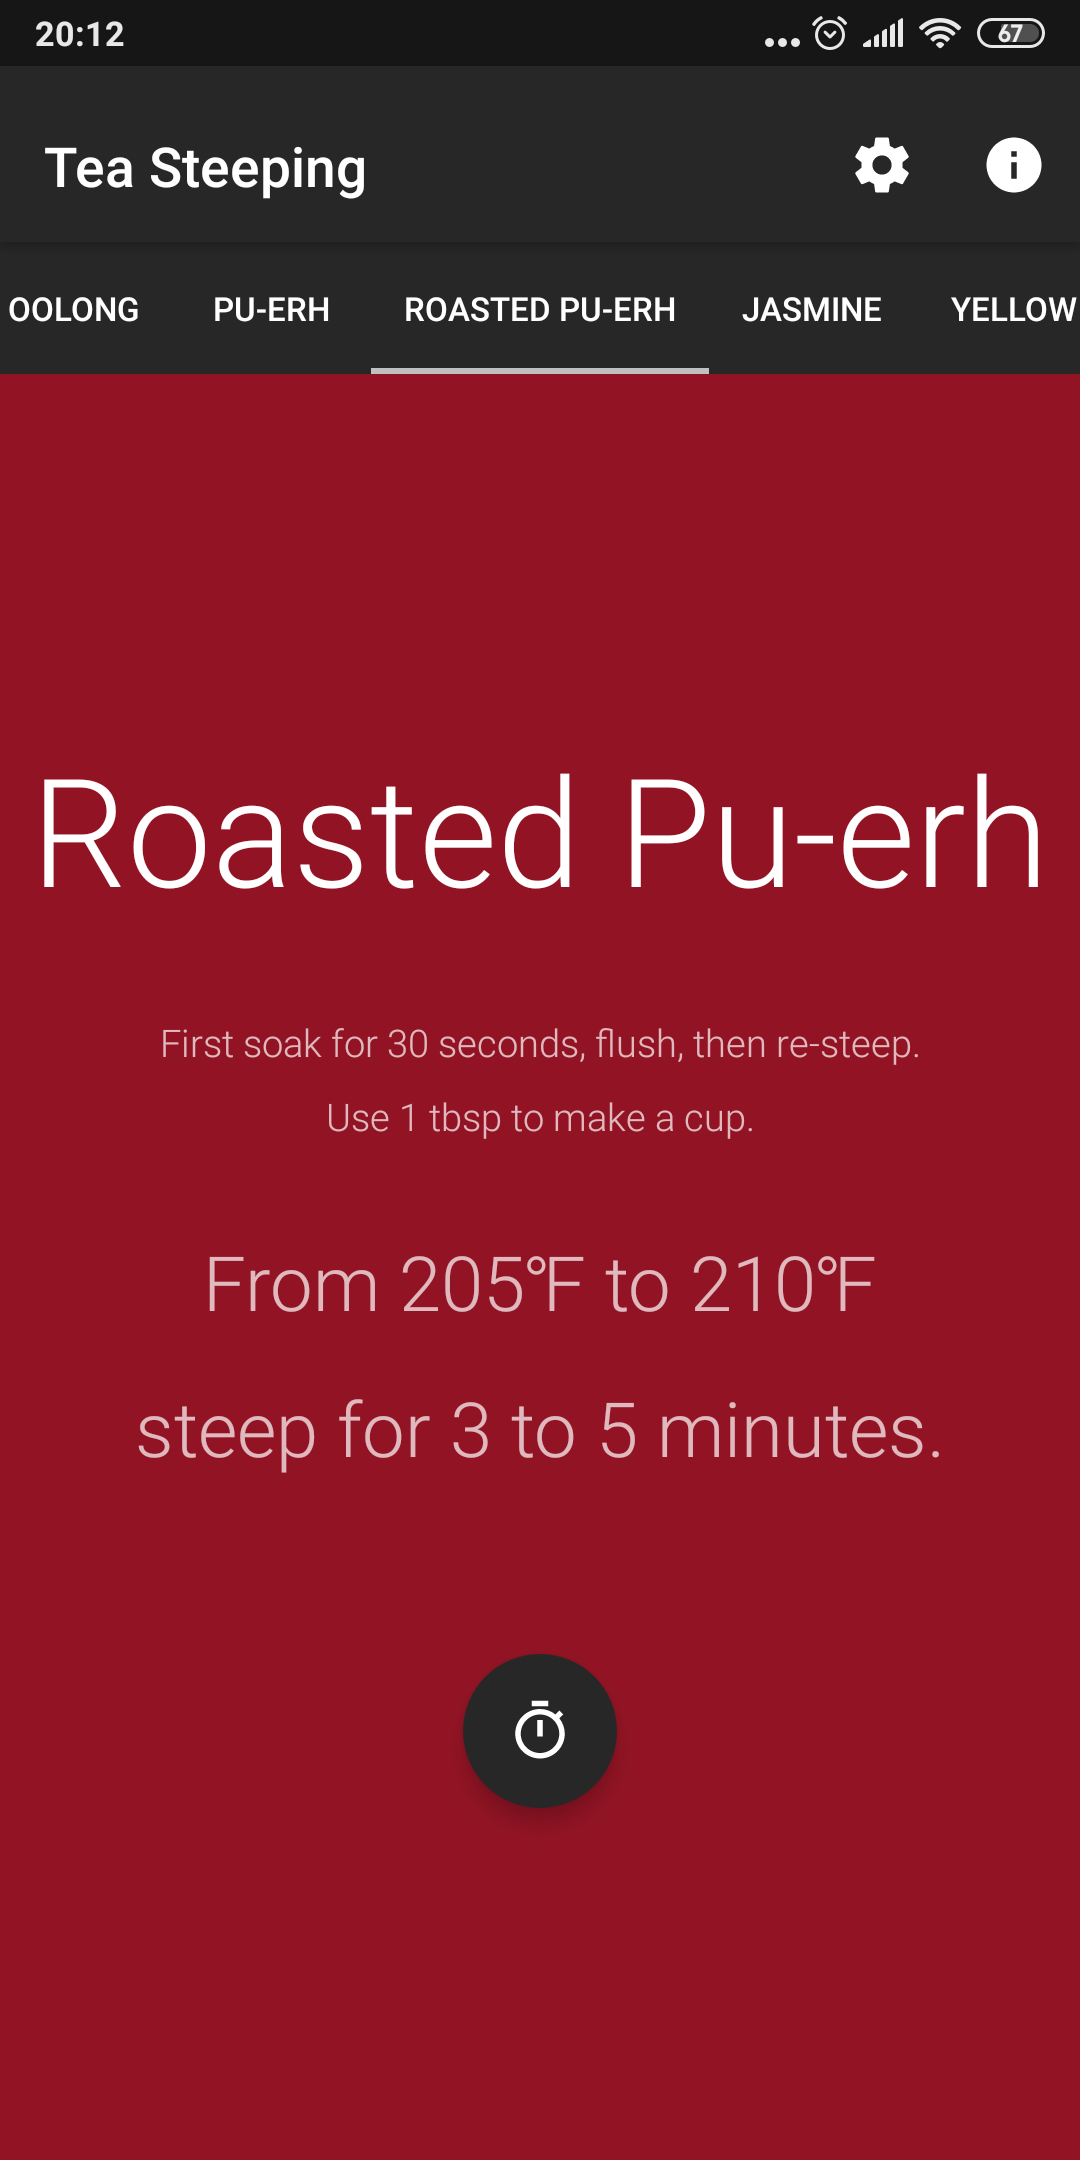 20:12
67
Tea Steeping
OOLONG PU-ERH ROASTED PU-ERH JASMINE YELLOW
Roasted Pu-erh
First soak for 30 seconds, flush, then re-steep.
Use 1 tbsp to make a cup.
From 205℉ to 210℉
steep for 3 to 5 minutes.